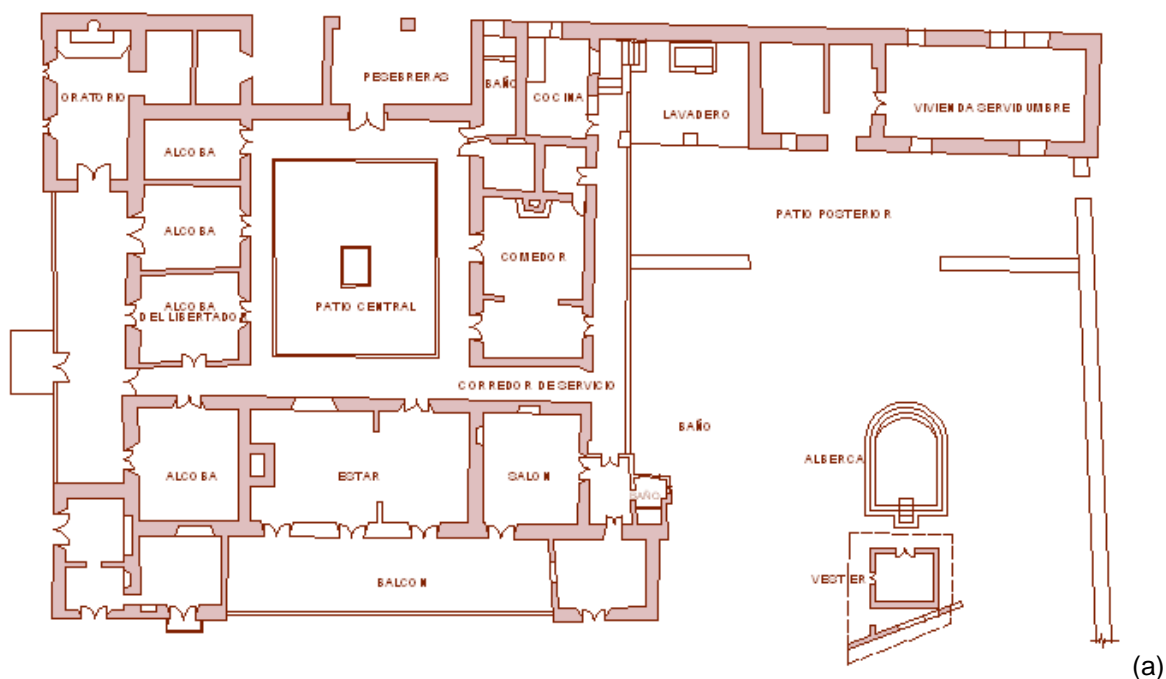 PESEBRERAS
BAÑO
COCINA
ORATORIO
LAVADERO
VIVIENDA SERVIDUMBRE
ALCOBA
ALCOBA
PATIO POSTERIOR
COMEDOR
ALCOBA
DEL LIBERTADOR
PATIO CENTRAL
CORREDOR DE SERVICIO
BAÑO
ALBERCA
ALCOBA
ESTAR
SALON
BAÑO
BALCON
VESTIER
(a)